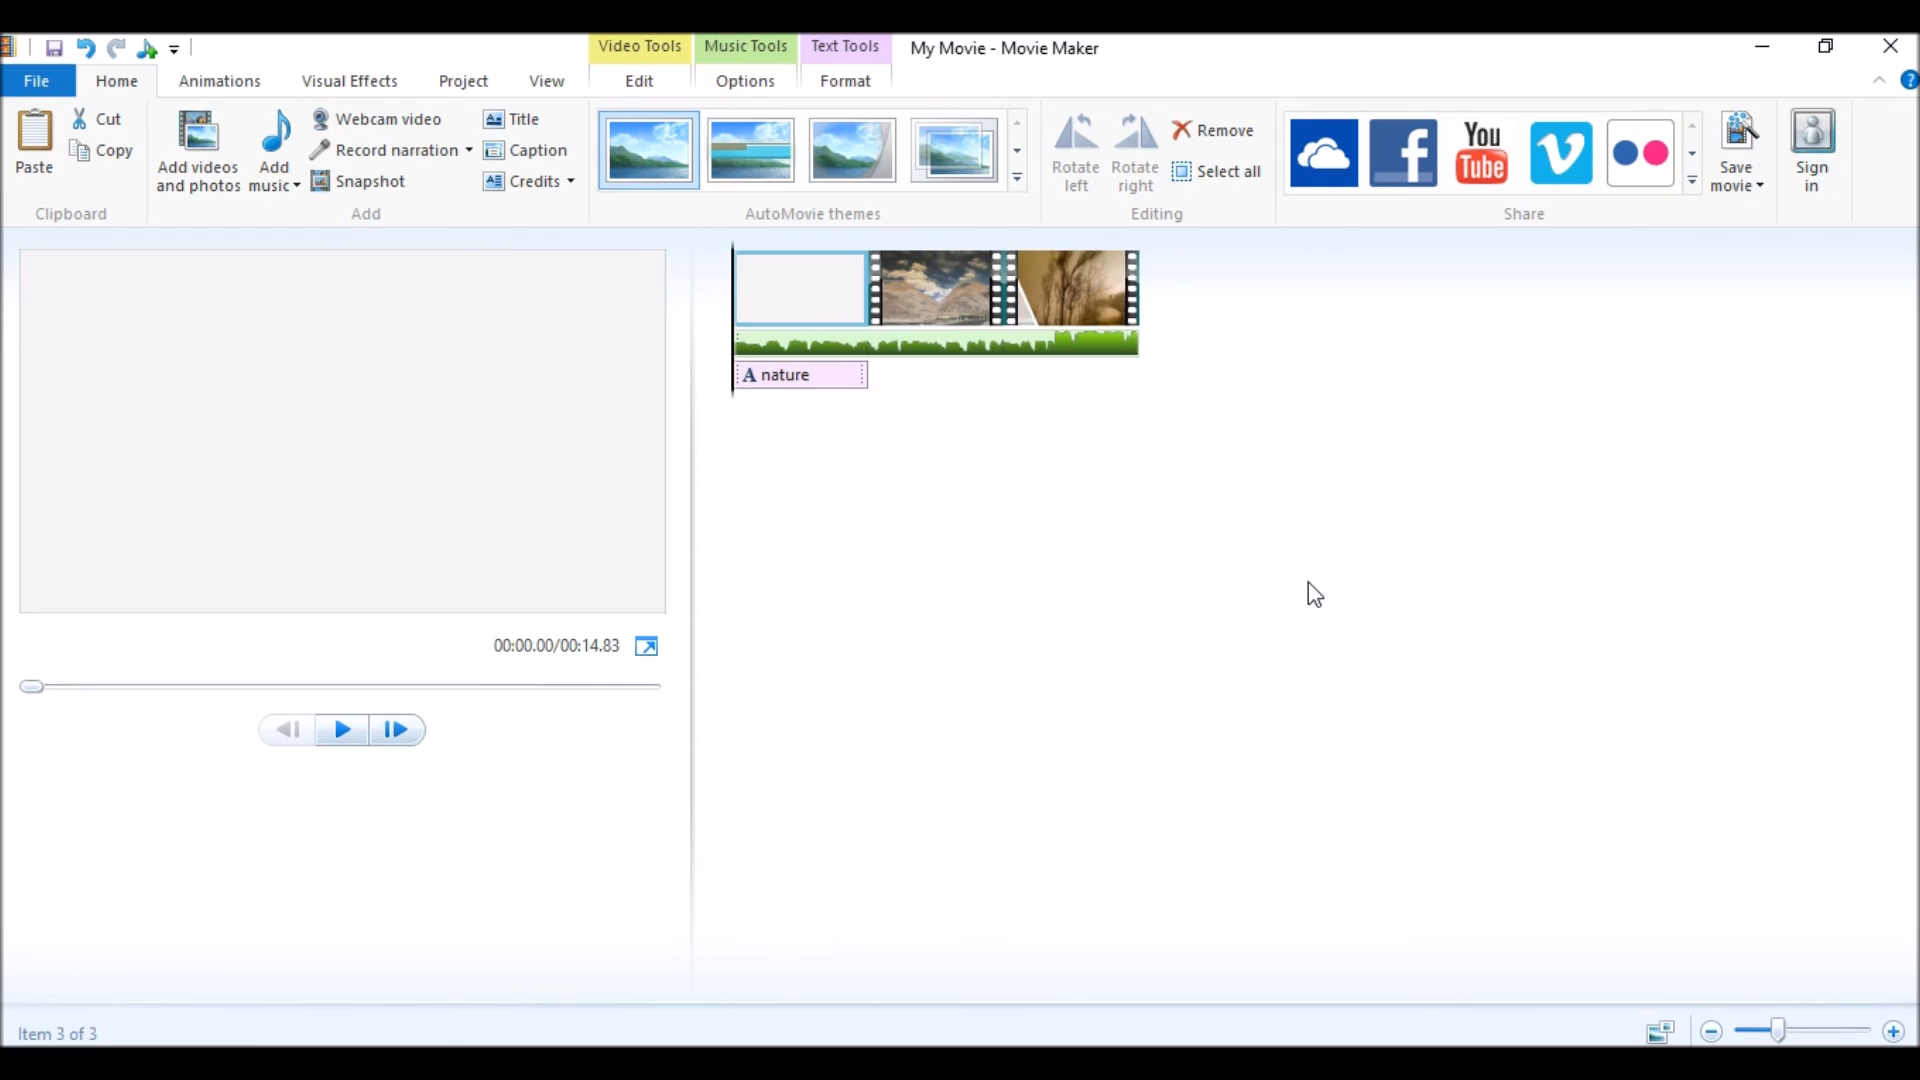 Video Tools Music Tools Text Tools My Movie - Movie Maker
File Home Animations Visual Effects Project View Edit Options Format
Paste
Cut
Copy
Clipboard
Add videos
and photos
Add
music
Webcam video
Record narration
Snapshot
Title
Caption
Credits
Add
AutoMovie themes
Rotate
left
Rotate
right
Remove
Select all
Editing
f
You
Tube
V
Share
Save
movie
Sign
in
A nature
00:00.00/00:14.83
Item 3 of 3